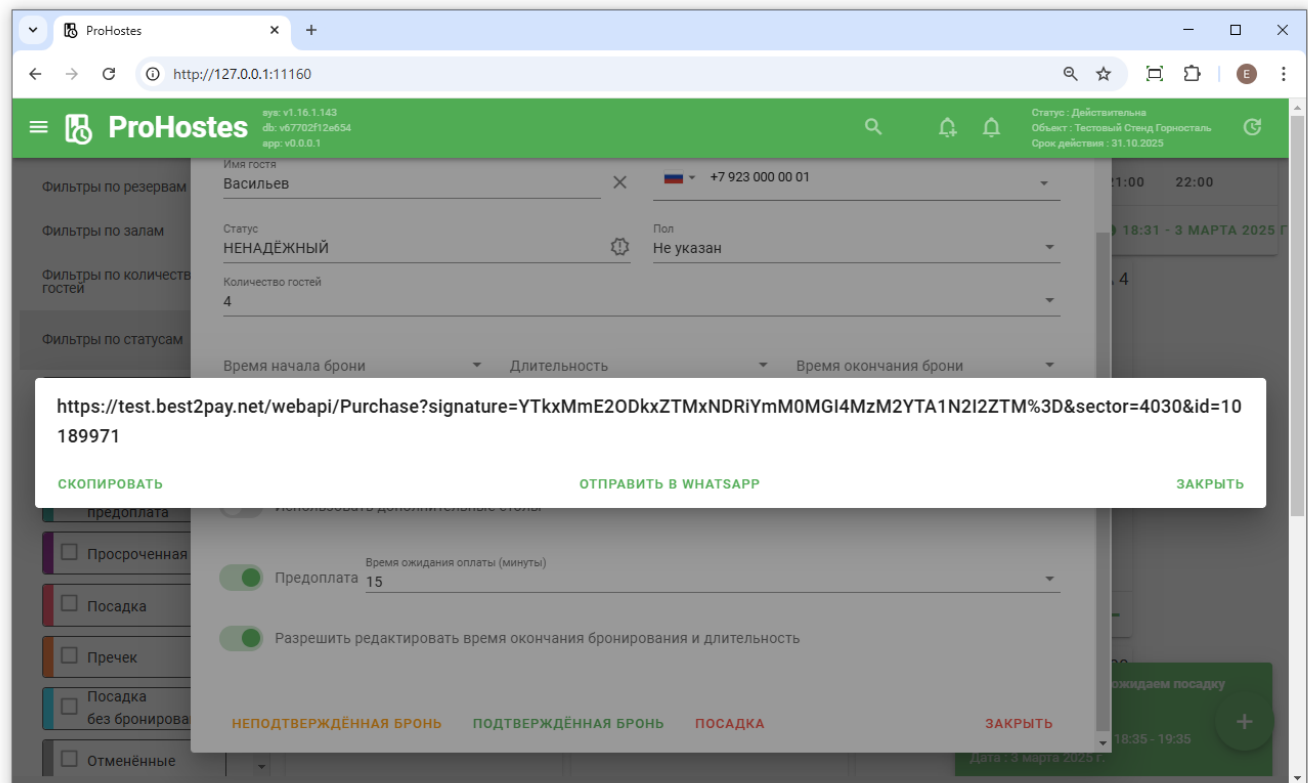 ProHostes
http://127.0.0.1:11160
E
ProHostes
sys: v1.16.1.143
db: v67702f12e654
app: v0.0.0.1
Статус : Действительна
Объект : Тестовый Стенд Горносталь
Срок действия : 31.10.2025
Фильтры по резервам
Фильтры по залам
Фильтры по количеств
гостей
Фильтры по статусам
Имя гостя
Васильев
+7 923 000 00 01
Статус
НЕНАДЁЖНЫЙ
Пол
Не указан
Количество гостей
4
Время начала брони
Длительность
Время окончания брони
22:00
18:31 - 3 МАРТА 2025 Г
4
https://test.best2pay.net/webapi/Purchase?signature=YTkxMmE2ODkxZTMxNDRiYmM0MGI4MzM2YTA1N2I2ZTM%3D&sector=4030&id=10
189971
СКОПИРОВАТЬ
ОТПРАВИТЬ В WHATSAPP
ЗАКРЫТЬ
предоплата
Использовать дополнительные столы
Просроченная
Посадка
Пречек
Посадка
без бронирова
Отменённые
Предоплата
Время ожидания оплаты (минуты)
15
Разрешить редактировать время окончания бронирования и длительность
НЕПОДТВЕРЖДЁННАЯ БРОНЬ
ПОДТВЕРЖДЁННАЯ БРОНЬ
ПОСАДКА
ЗАКРЫТЬ
ожидаем посадку
18:35 - 19:35
Дата : 3 марта 2025 г.